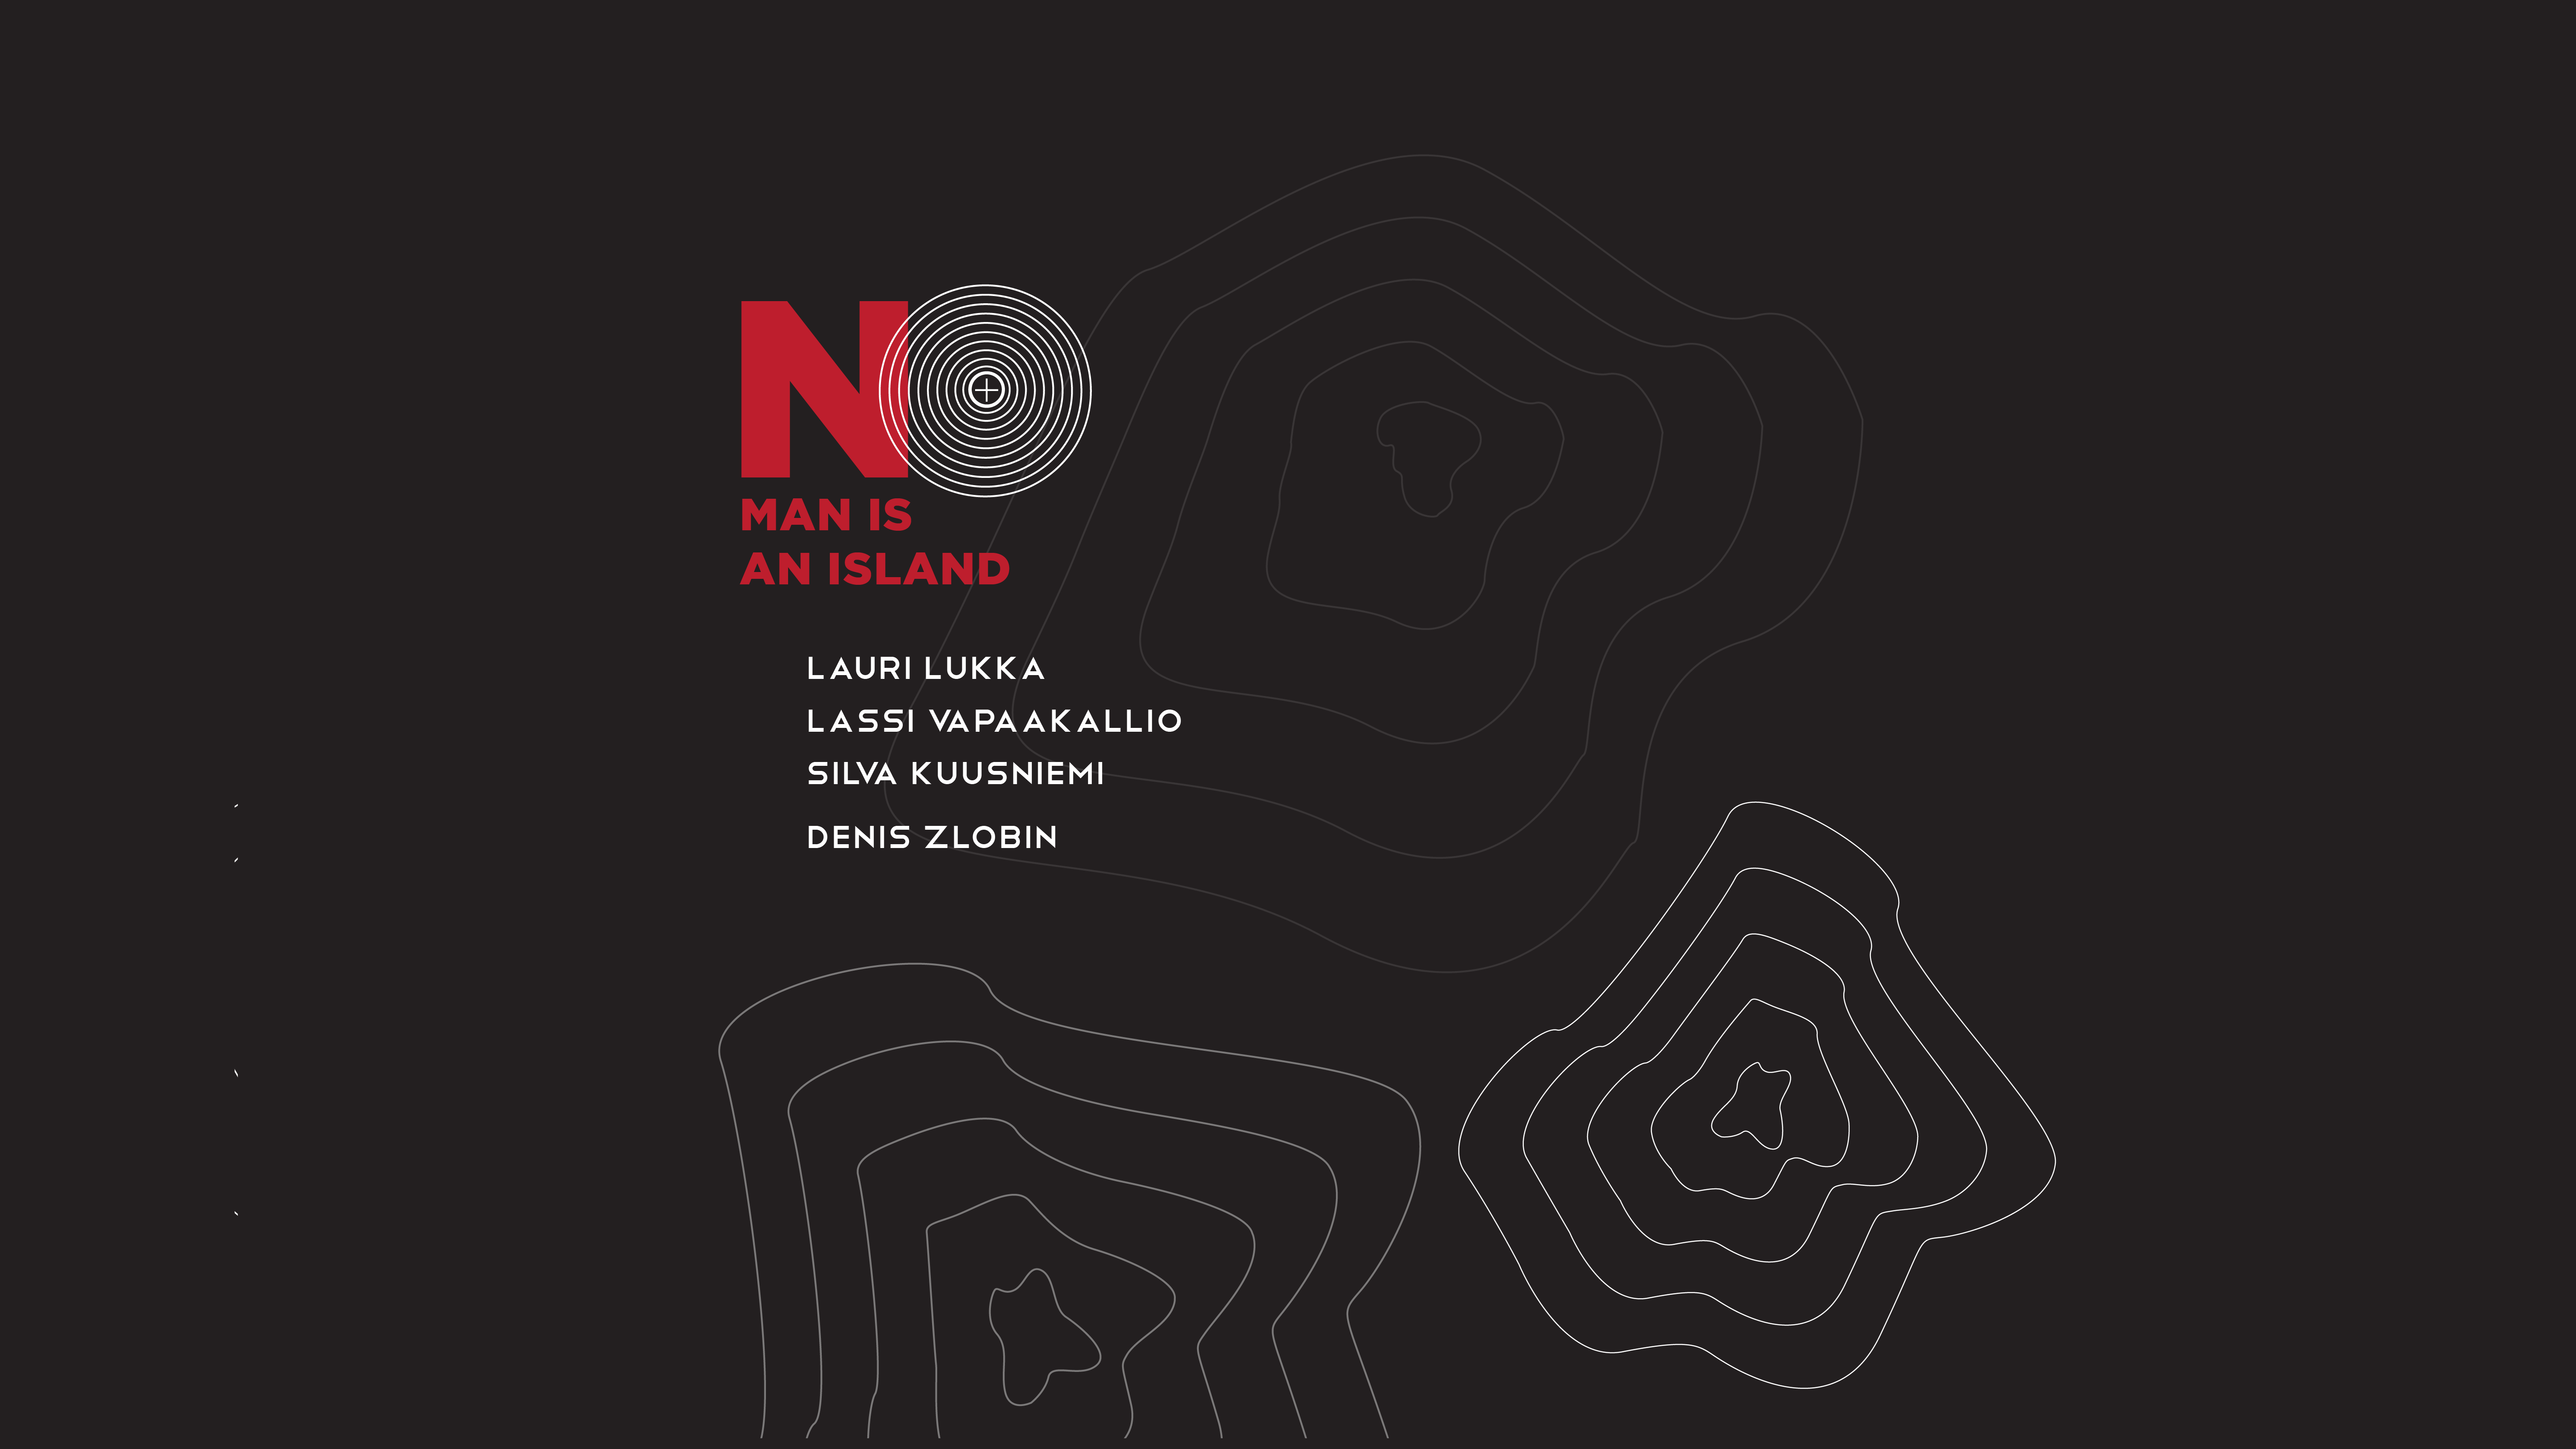 NO
MAN IS
AN ISLAND
LAURI LUKKA
LASSI VAPAAKALLIO
SILVA KUUSNIEMI
DENIS ZLOBIN